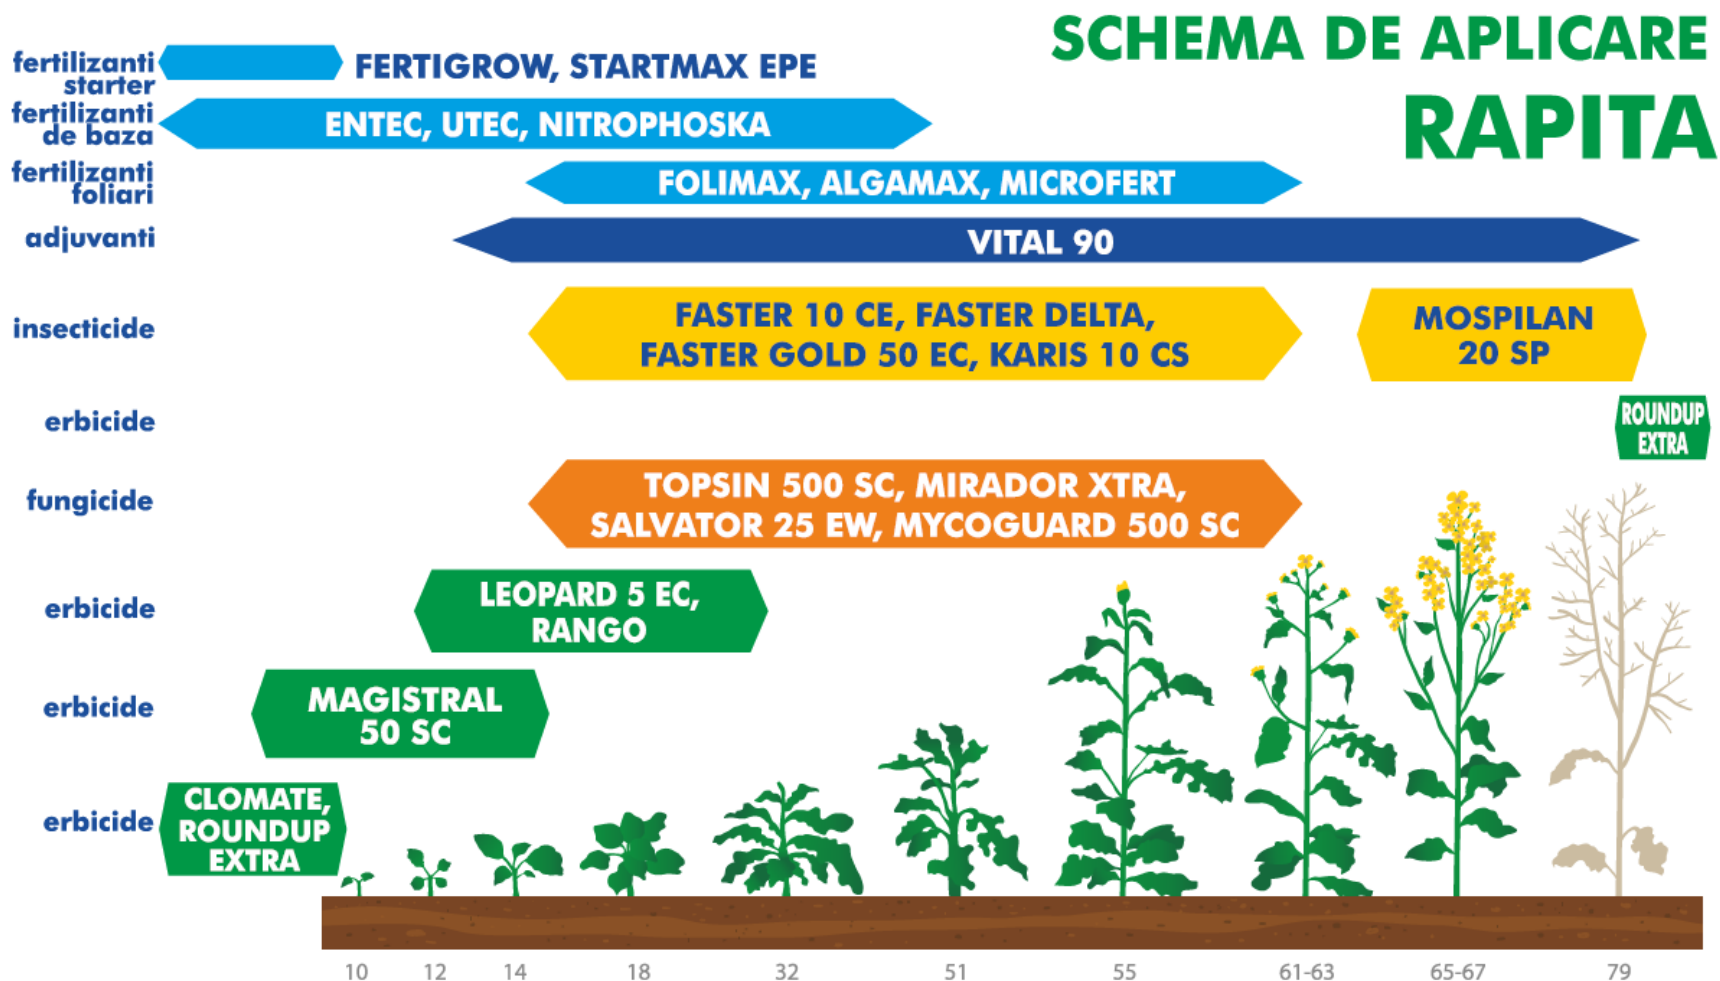 SCHEMA DE APLICARE
RAPITA
fertilizanti
starter
FERTIGROW, STARTMAX EPE
fertilizanti
de baza
ENTEC, UTEC, NITROPHOSKA
fertilizanti
foliari
FOLIMAX, ALGAMAX, MICROFERT
adjuvanti
VITAL 90
insecticide
FASTER 10 CE, FASTER DELTA,
FASTER GOLD 50 EC, KARIS 10 CS
MOSPILAN
20 SP
erbicide
ROUNDUP
EXTRA
fungicide
TOPSIN 500 SC, MIRADOR XTRA,
SALVATOR 25 EW, MYCOGUARD 500 SC
erbicide
LEOPARD 5 EC,
RANGO
erbicide
MAGISTRAL
50 SC
erbicide
CLOMATE,
ROUNDUP
EXTRA
10 12 14 18 32 51 55 61-63 65-67 79